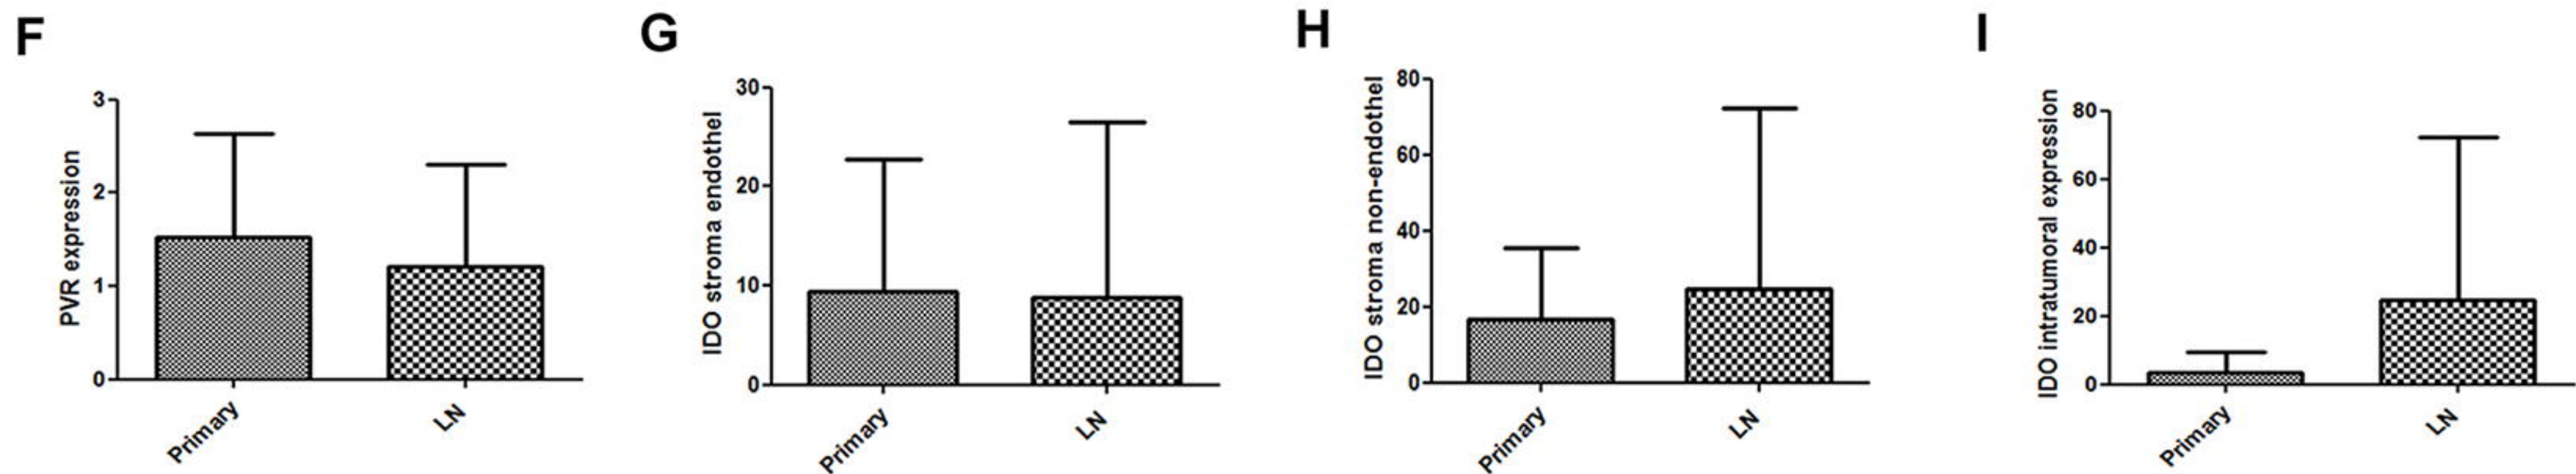 F
PVR expression
3
2
1
0
Primary
LN
G
IDO stroma endothel
30
20
10
0
Primary
LN
H
IDO stroma non-endothel
80
60
40
20
0
Primary
LN
I
IDO intratumoral expression
80
60
40
20
0
Primary
LN